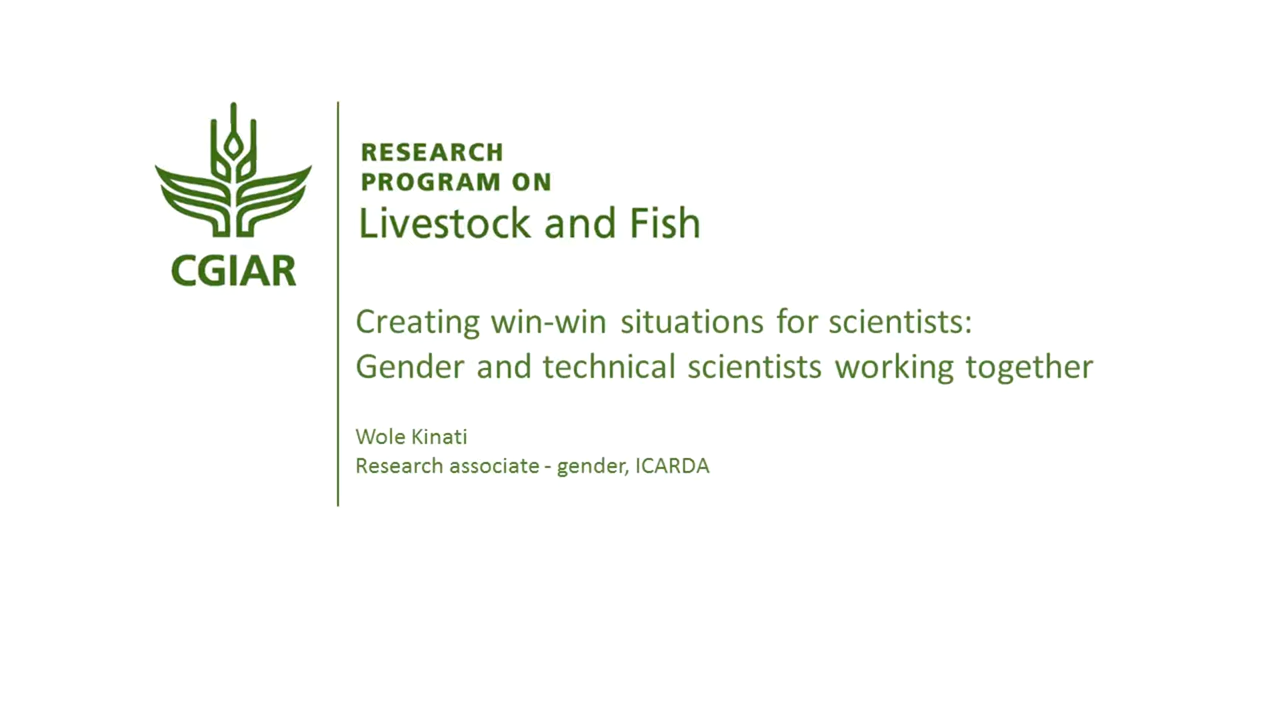 CGIAR
RESEARCH
PROGRAM ON
Livestock and Fish
Creating win-win situations for scientists:
Gender and technical scientists working together
Wole Kinati
Research associate - gender, ICARDA